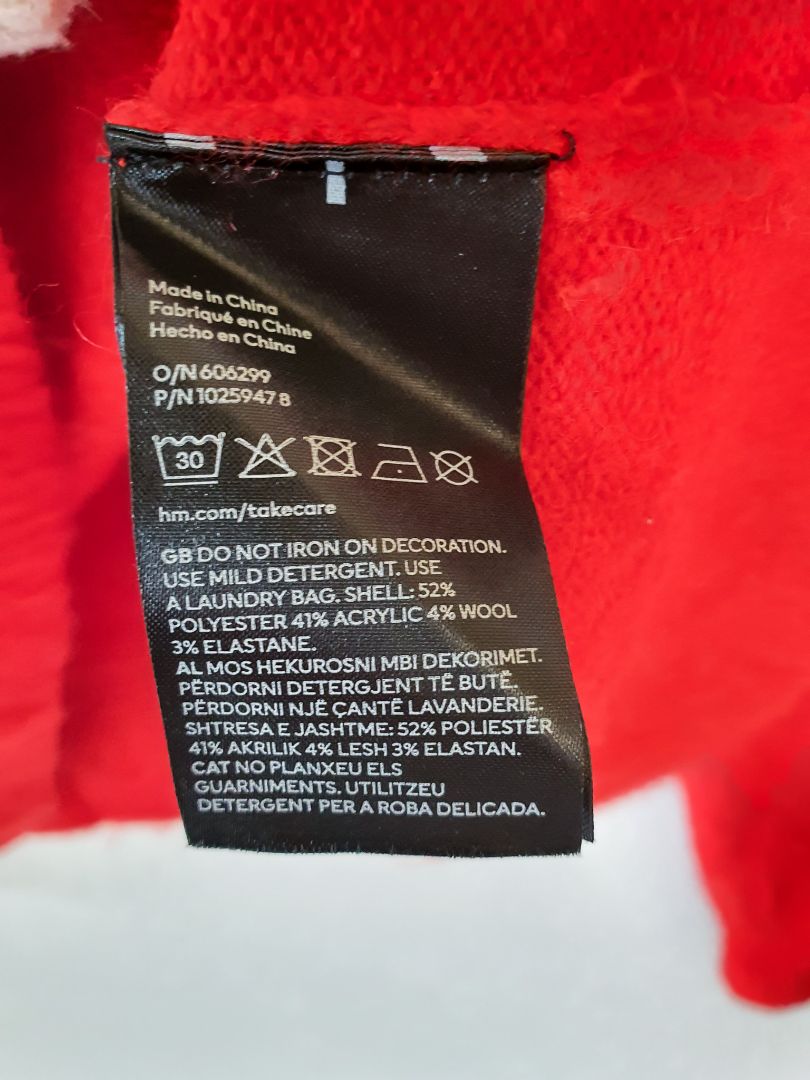 Made in China
Fabriqué en Chine
Hecho en China
O/N 606299
P/N 10259478
30
hm.com/takecare
GB DO NOT IRON ON DECORATION.
USE MILD DETERGENT. USE
A LAUNDRY BAG. SHELL: 52%
POLYESTER 41% ACRYLIC 4% WOOL
3% ELASTANE.
AL MOS HEKUROSNI MBI DEKORIMET.
PËRDORNI DETERGJENT TË BUTË.
PËRDORNI NJË ÇANTË LAVANDERIE.
SHTRESA E JASHTME: 52% POLIESTËR
41% AKRILIK 4% LESH 3% ELASTAN.
CAT NO PLANXEU ELS
GUARNIMENTS. UTILITZEU
DETERGENT PER A ROBA DELICADA.